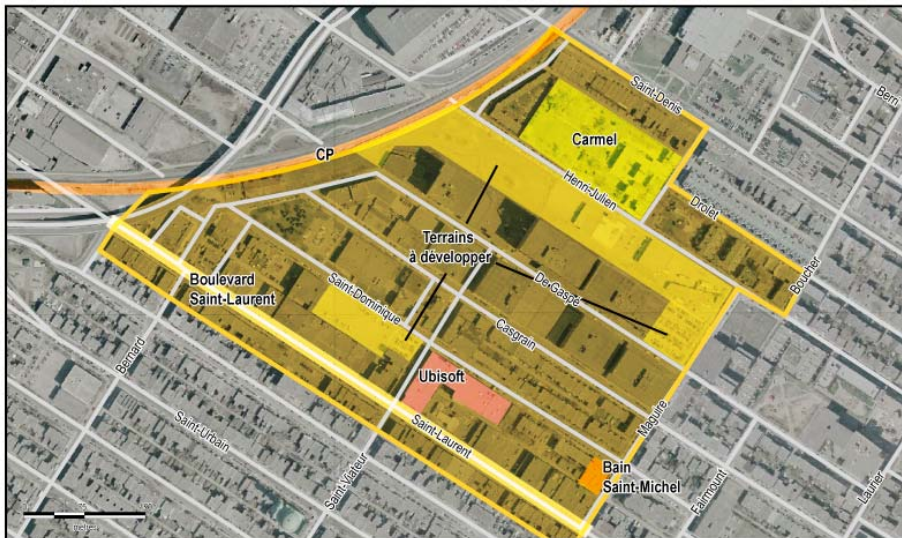 Saint-Denis
Berri
Carmel
CP
Henri-Julien
Drolet
Terrains
à développer
Boucher
Boulevard
Saint-Laurent
Saint-Dominique
De Gaspé
Casgrain
Bernard
Ubisoft
Saint-Laurent
Maguire
Saint-Urbain
Saint-Viateur
Bain
Saint-Michel
Fairmount
Laurier
mètres